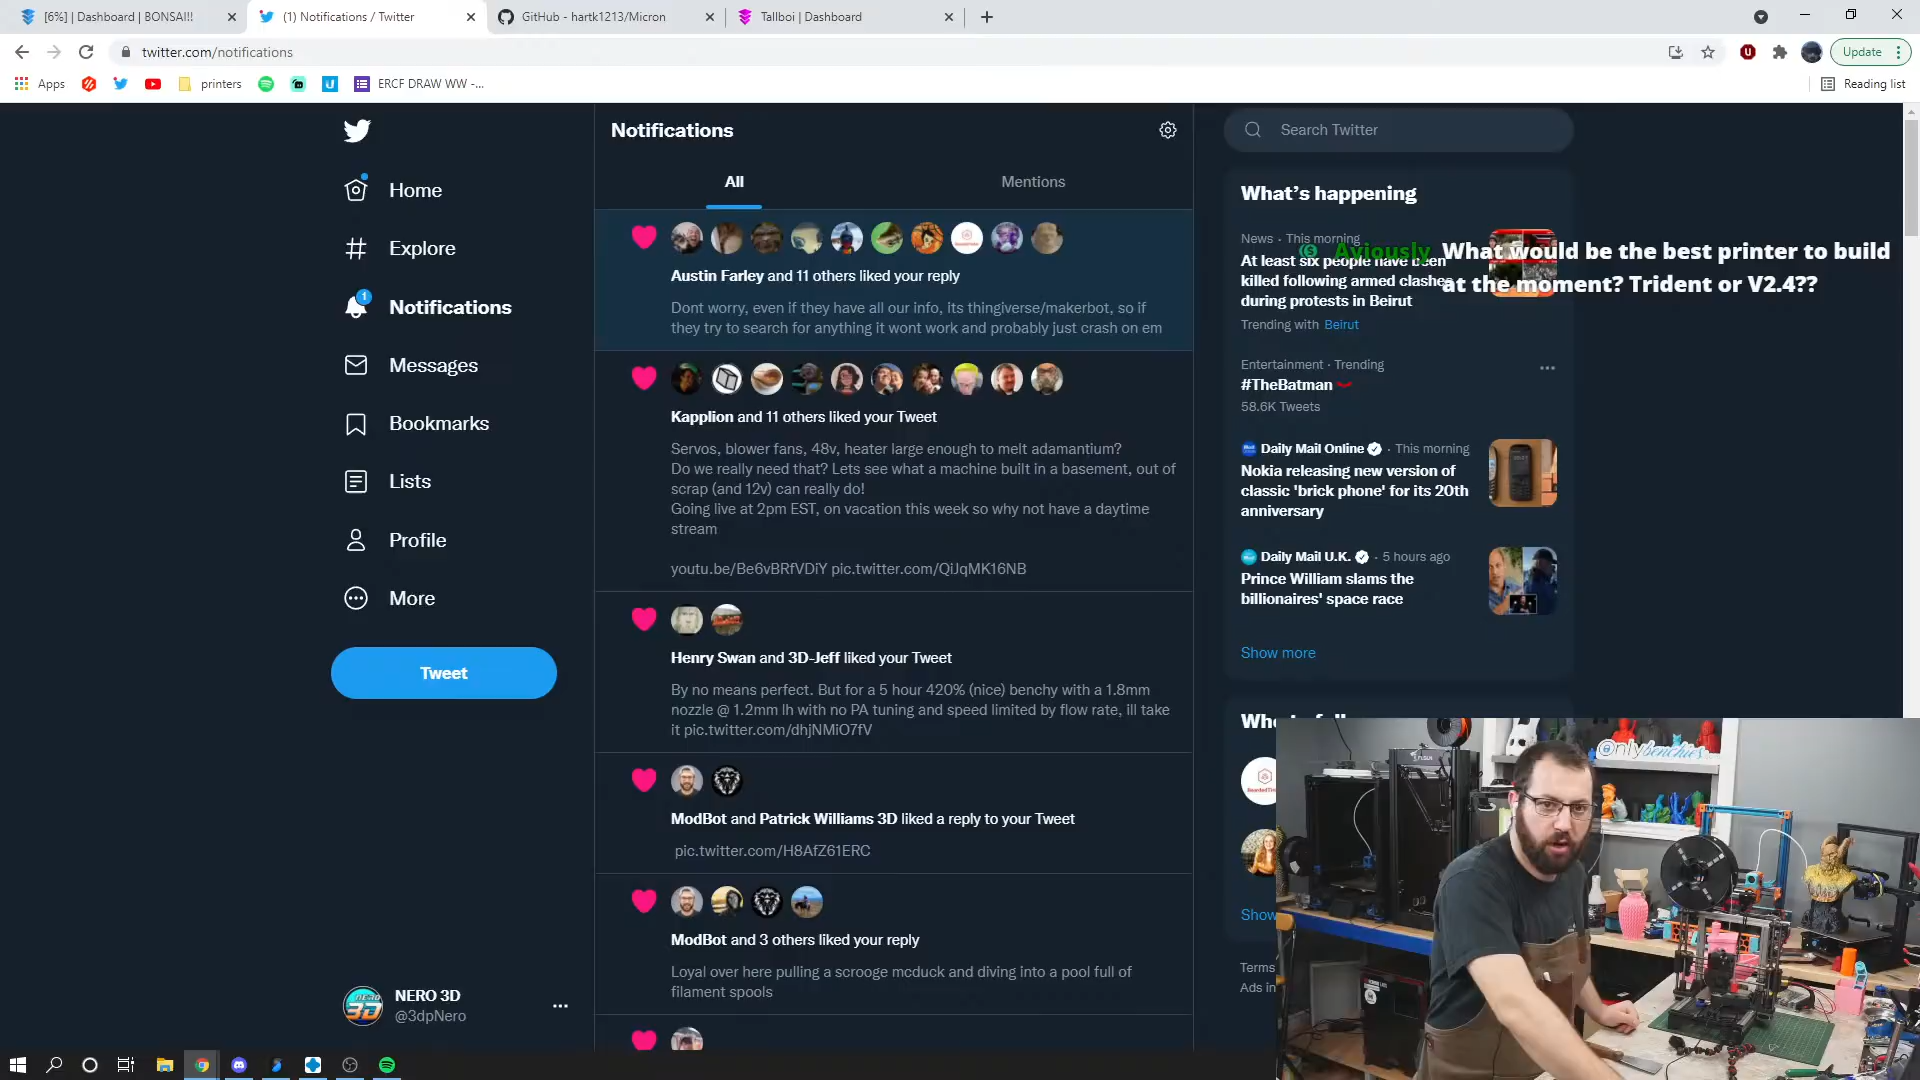 [6%] | Dashboard | BONSAI!!
(1) Notifications / Twitter
GitHub - hartk1213/Micron
Tallboi | Dashboard
twitter.com/notifications
Update
Apps
printers
ERCF DRAW WW -...
Reading list
Home
Explore
1
Notifications
Messages
Bookmarks
Lists
Profile
More
Tweet
NERO 3D
@3dpNero
Notifications
All
Mentions
Austin Farley and 11 others liked your reply
Dont worry, even if they have all our info, its thingiverse/makerbot, so if
they try to search for anything it wont work and probably just crash on em
Kapplion and 11 others liked your Tweet
Servos, blower fans, 48v, heater large enough to melt adamantium?
Do we really need that? Lets see what a machine built in a basement, out of
scrap (and 12v) can really do!
Going live at 2pm EST, on vacation this week so why not have a daytime
stream
youtu.be/Be6vBRfVDiY pic.twitter.com/QiJqMK16NB
Henry Swan and 3D-Jeff liked your Tweet
By no means perfect. But for a 5 hour 420% (nice) benchy with a 1.8mm
nozzle @ 1.2mm lh with no PA tuning and speed limited by flow rate, ill take
it pic.twitter.com/dhjNMiO7fV
ModBot and Patrick Williams 3D liked a reply to your Tweet
pic.twitter.com/H8AfZ61ERC
ModBot and 3 others liked your reply
Loyal over here pulling a scrooge mcduck and diving into a pool full of
filament spools
Search Twitter
What's happening
News · This morning
At least six people have been
killed following armed clashes
during protests in Beirut
Trending with Beirut
Aviously What would be the best printer to build
at the moment? Trident or V2.4??
Entertainment · Trending
#TheBatman
58.6K Tweets
Daily Mail Online · This morning
Nokia releasing new version of
classic 'brick phone' for its 20th
anniversary
Daily Mail U.K. · 5 hours ago
Prince William slams the
billionaires' space race
Show more
Show
Terms
Ads in
@nlybenchies